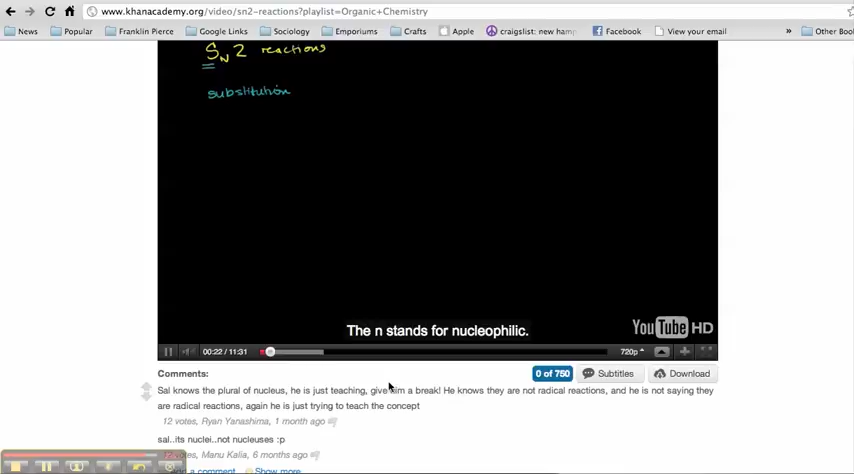 www.khanacademy.org/video/sn2-reactions?playlist=Organic Chemistry
News Popular Franklin Pierce Google Links Sociology Emporiums Crafts Apple craigslist: new hamp Facebook View your email » Other Boo
SN2 reactions
substitution
The n stands for nucleophilic.
YouTube HD
00:22 / 11:31 720p
Comments: 0 of 750 Subtitles Download
Sal knows the plural of nucleus, he is just teaching, give him a break! He knows they are not radical reactions, and he is not saying they
are radical reactions, again he is just trying to teach the concept
12 votes, Ryan Yanashima, 1 month ago
sal..its nuclei..not nucleuses :p
12 votes, Manu Kalia, 6 months ago
a comment Show more